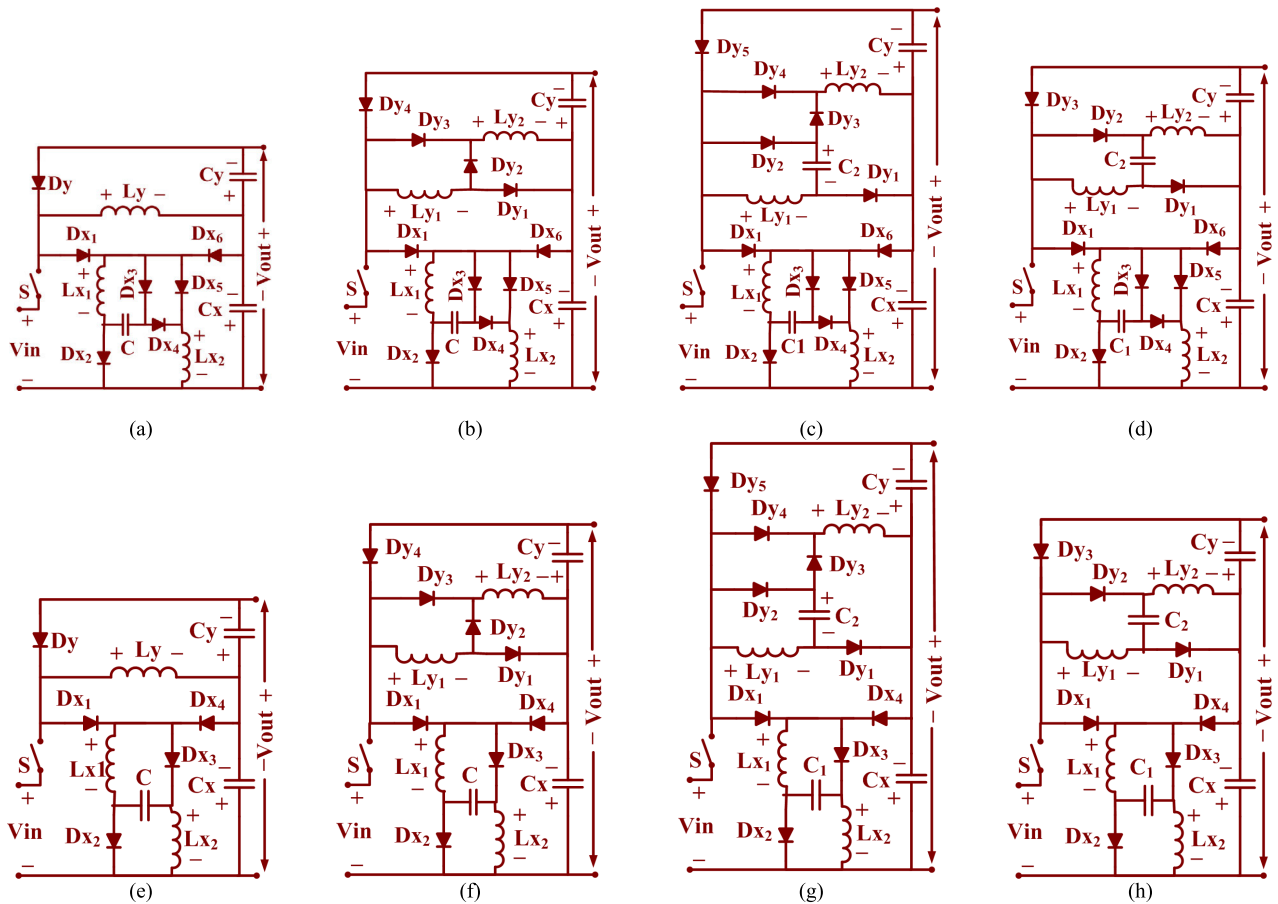 Dy
+ Ly −
Cy
−
+
Dx₁
Dx₆
S
+
Lx₁
−
Dx₃
Dx₅
C
Dx₄
Dx₂
+
Lx₂
−
Cx
−
+
+
Vin
−
− Vout +
(a)
Dy₄
Dy₃
+ Ly₂ −
Cy
−
+
Dy₂
Dy₁
+ Ly₁ −
Dx₁
Dx₆
S
+
Lx₁
−
Dx₃
Dx₅
C
Dx₄
Dx₂
+
Lx₂
−
Cx
−
+
+
Vin
−
− Vout +
(b)
Dy₅
Dy₄
+ Ly₂ −
Cy
−
+
Dy₃
Dy₂
+
C₂
−
Dy₁
+ Ly₁ −
Dx₁
Dx₆
S
+
Lx₁
−
Dx₃
Dx₅
C1
Dx₄
Dx₂
+
Lx₂
−
Cx
−
+
+
Vin
−
− Vout +
(c)
Dy₃
Dy₂
+ Ly₂ −
Cy
−
+
C₂
Dy₁
+ Ly₁ −
Dx₁
Dx₆
S
+
Lx₁
−
Dx₃
Dx₅
C₁
Dx₄
Dx₂
+
Lx₂
−
Cx
−
+
+
Vin
−
− Vout +
(d)
Dy
+ Ly −
Cy
−
+
Dx₁
Dx₄
S
+
Lx1
−
Dx₃
C
Dx₂
+
Lx₂
−
Cx
−
+
+
Vin
−
− Vout +
(e)
Dy₄
Dy₃
+ Ly₂ −
Cy
−
+
Dy₂
Dy₁
+ Ly₁ −
Dx₁
Dx₄
S
+
Lx₁
−
Dx₃
C
Dx₂
+
Lx₂
−
Cx
−
+
+
Vin
−
− Vout +
(f)
Dy₅
Dy₄
+ Ly₂ −
Cy
−
+
Dy₃
Dy₂
+
C₂
−
Dy₁
+ Ly₁ −
Dx₁
Dx₄
S
+
Lx₁
−
Dx₃
C₁
Dx₂
+
Lx₂
−
Cx
−
+
+
Vin
−
− Vout +
(g)
Dy₃
Dy₂
+ Ly₂ −
Cy
−
+
C₂
Dy₁
+ Ly₁ −
Dx₁
Dx₄
S
+
Lx₁
−
Dx₃
C₁
Dx₂
+
Lx₂
−
Cx
−
+
+
Vin
−
− Vout +
(h)